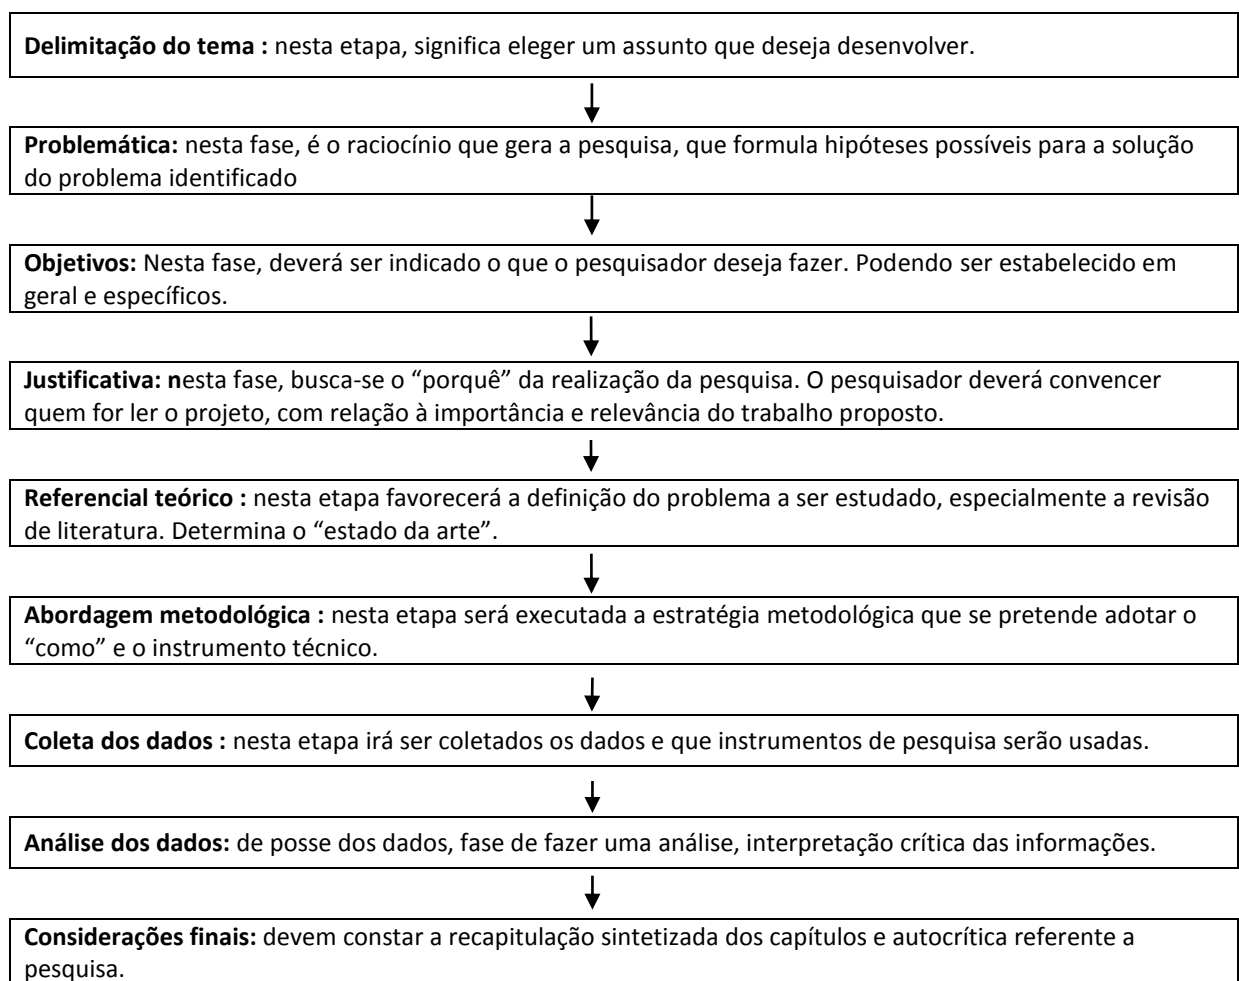 Delimitação do tema : nesta etapa, significa eleger um assunto que deseja desenvolver.
Problemática: nesta fase, é o raciocínio que gera a pesquisa, que formula hipóteses possíveis para a solução
do problema identificado
Objetivos: Nesta fase, deverá ser indicado o que o pesquisador deseja fazer. Podendo ser estabelecido em
geral e específicos.
Justificativa: nesta fase, busca-se o “porquê” da realização da pesquisa. O pesquisador deverá convencer
quem for ler o projeto, com relação à importância e relevância do trabalho proposto.
Referencial teórico : nesta etapa favorecerá a definição do problema a ser estudado, especialmente a revisão
de literatura. Determina o “estado da arte”.
Abordagem metodológica : nesta etapa será executada a estratégia metodológica que se pretende adotar o
“como” e o instrumento técnico.
Coleta dos dados : nesta etapa irá ser coletados os dados e que instrumentos de pesquisa serão usadas.
Análise dos dados: de posse dos dados, fase de fazer uma análise, interpretação crítica das informações.
Considerações finais: devem constar a recapitulação sintetizada dos capítulos e autocrítica referente a
pesquisa.